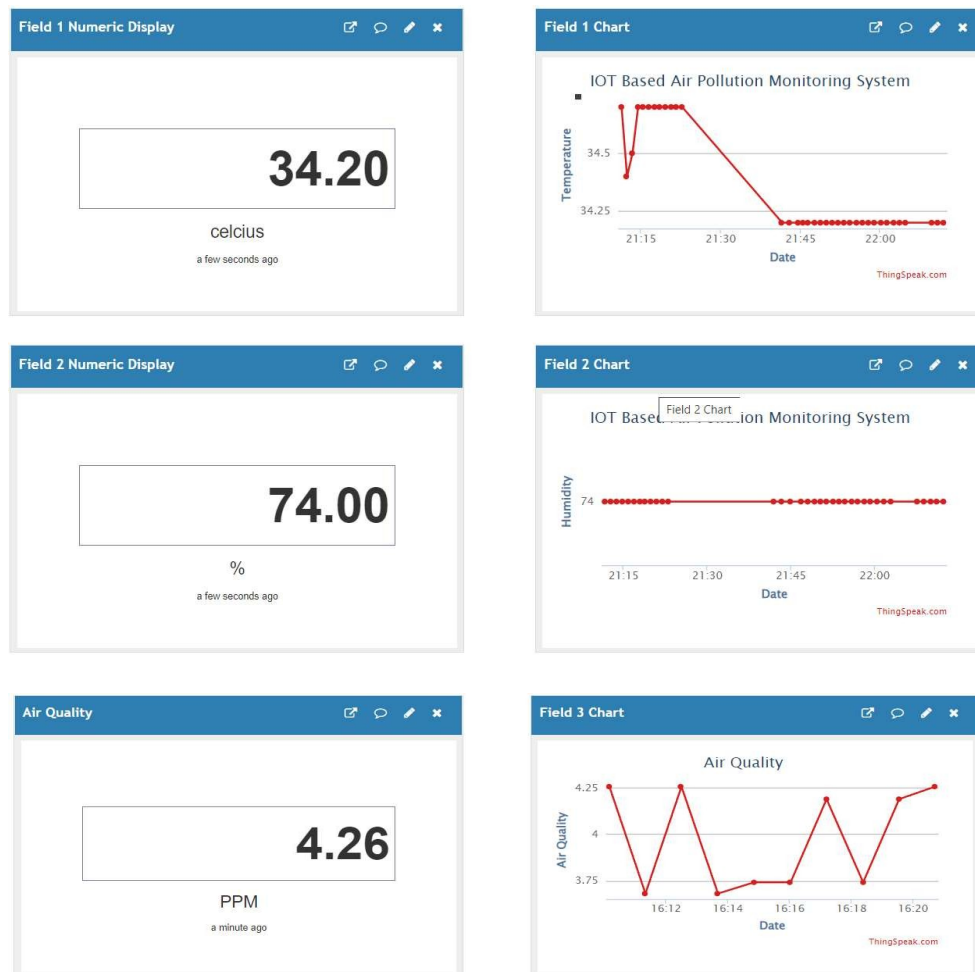 Field 1 Numeric Display
34.20
celcius
a few seconds ago
Field 1 Chart
IOT Based Air Pollution Monitoring System
Temperature
34.5
34.25
21:15 21:30 21:45 22:00
Date
ThingSpeak.com
Field 2 Numeric Display
74.00
%
a few seconds ago
Field 2 Chart
Field 2 Chart
IOT Based Air Pollution Monitoring System
Humidity
74
21:15 21:30 21:45 22:00
Date
ThingSpeak.com
Air Quality
4.26
PPM
a minute ago
Field 3 Chart
Air Quality
Air Quality
4.25
4
3.75
16:12 16:14 16:16 16:18 16:20
Date
ThingSpeak.com